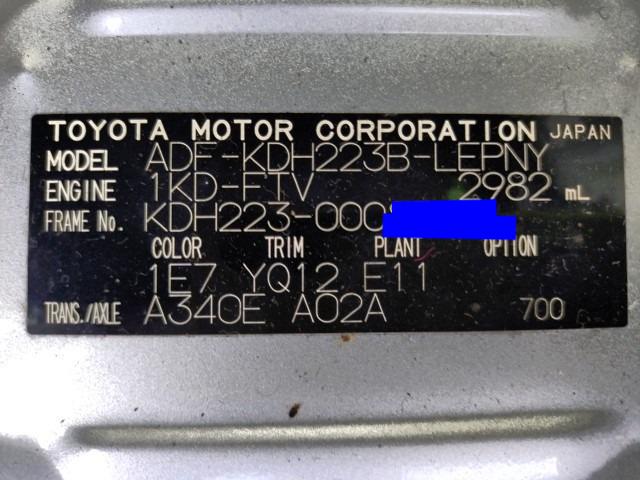 TOYOTA MOTOR CORPORATION JAPAN
MODEL ADF-KDH223B-LEPNY
ENGINE 1KD-FTV 2982 mL
FRAME No. KDH223-000
COLOR TRIM PLANT OPTION
1E7 YQ12 E11
TRANS./AXLE A340E A02A 700